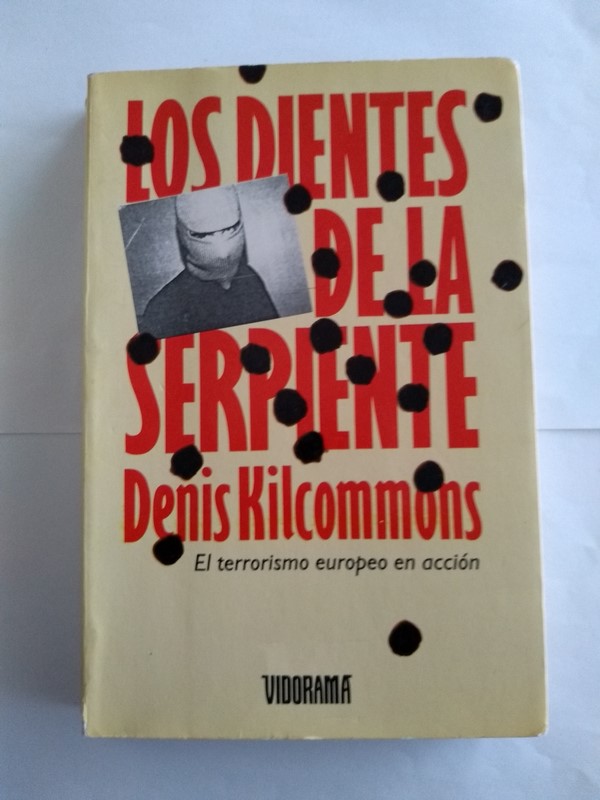 LOS DIENTES
DE LA
SERPIENTE
Denis Kilcommons
El terrorismo europeo en acción
VIDORAMA